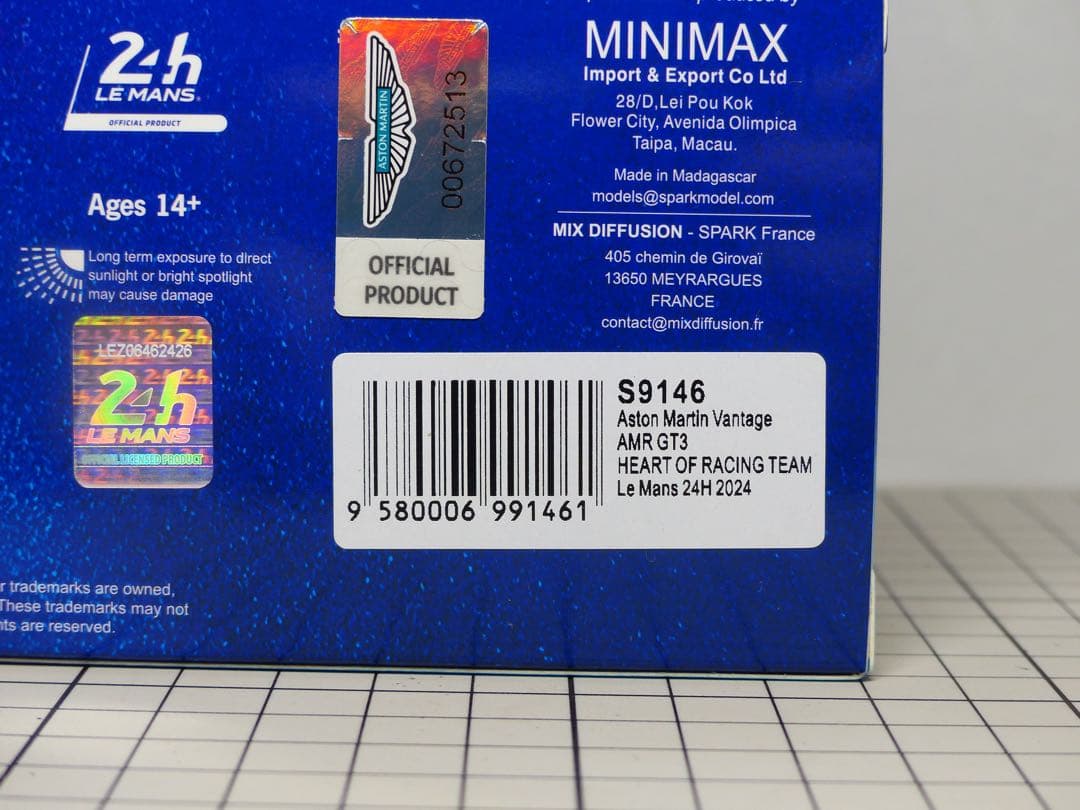 24h
LE MANS
OFFICIAL PRODUCT
Ages 14+
Long term exposure to direct
sunlight or bright spotlight
may cause damage
LEZ06462426
24h
LE MANS
OFFICIAL LICENSED PRODUCT
r trademarks are owned,
These trademarks may not
nts are reserved.
ASTON MARTIN
00672513
OFFICIAL
PRODUCT
by
MINIMAX
Import & Export Co Ltd
28/D,Lei Pou Kok
Flower City, Avenida Olimpica
Taipa, Macau.
Made in Madagascar
models@sparkmodel.com
MIX DIFFUSION - SPARK France
405 chemin de Girovaï
13650 MEYRARGUES
FRANCE
contact@mixdiffusion.fr
S9146
Aston Martin Vantage
AMR GT3
HEART OF RACING TEAM
Le Mans 24H 2024
9 580006 991461